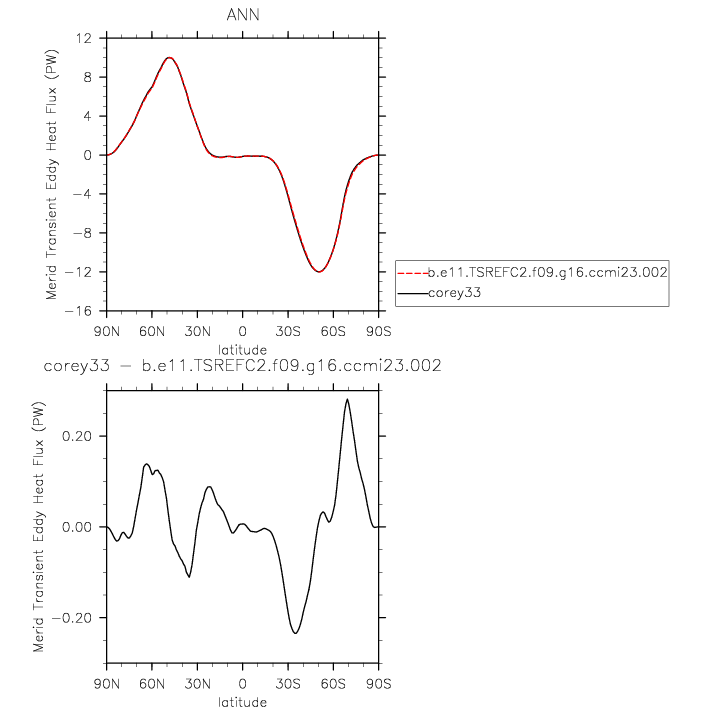 ANN
Merid Transient Eddy Heat Flux (PW)
12
8
4
0
−4
−8
−12
−16
90N 60N 30N 0 30S 60S 90S
latitude
b.e11.TSREFC2.f09.g16.ccmi23.002
corey33
corey33 − b.e11.TSREFC2.f09.g16.ccmi23.002
Merid Transient Eddy Heat Flux (PW)
0.20
0.00
−0.20
90N 60N 30N 0 30S 60S 90S
latitude